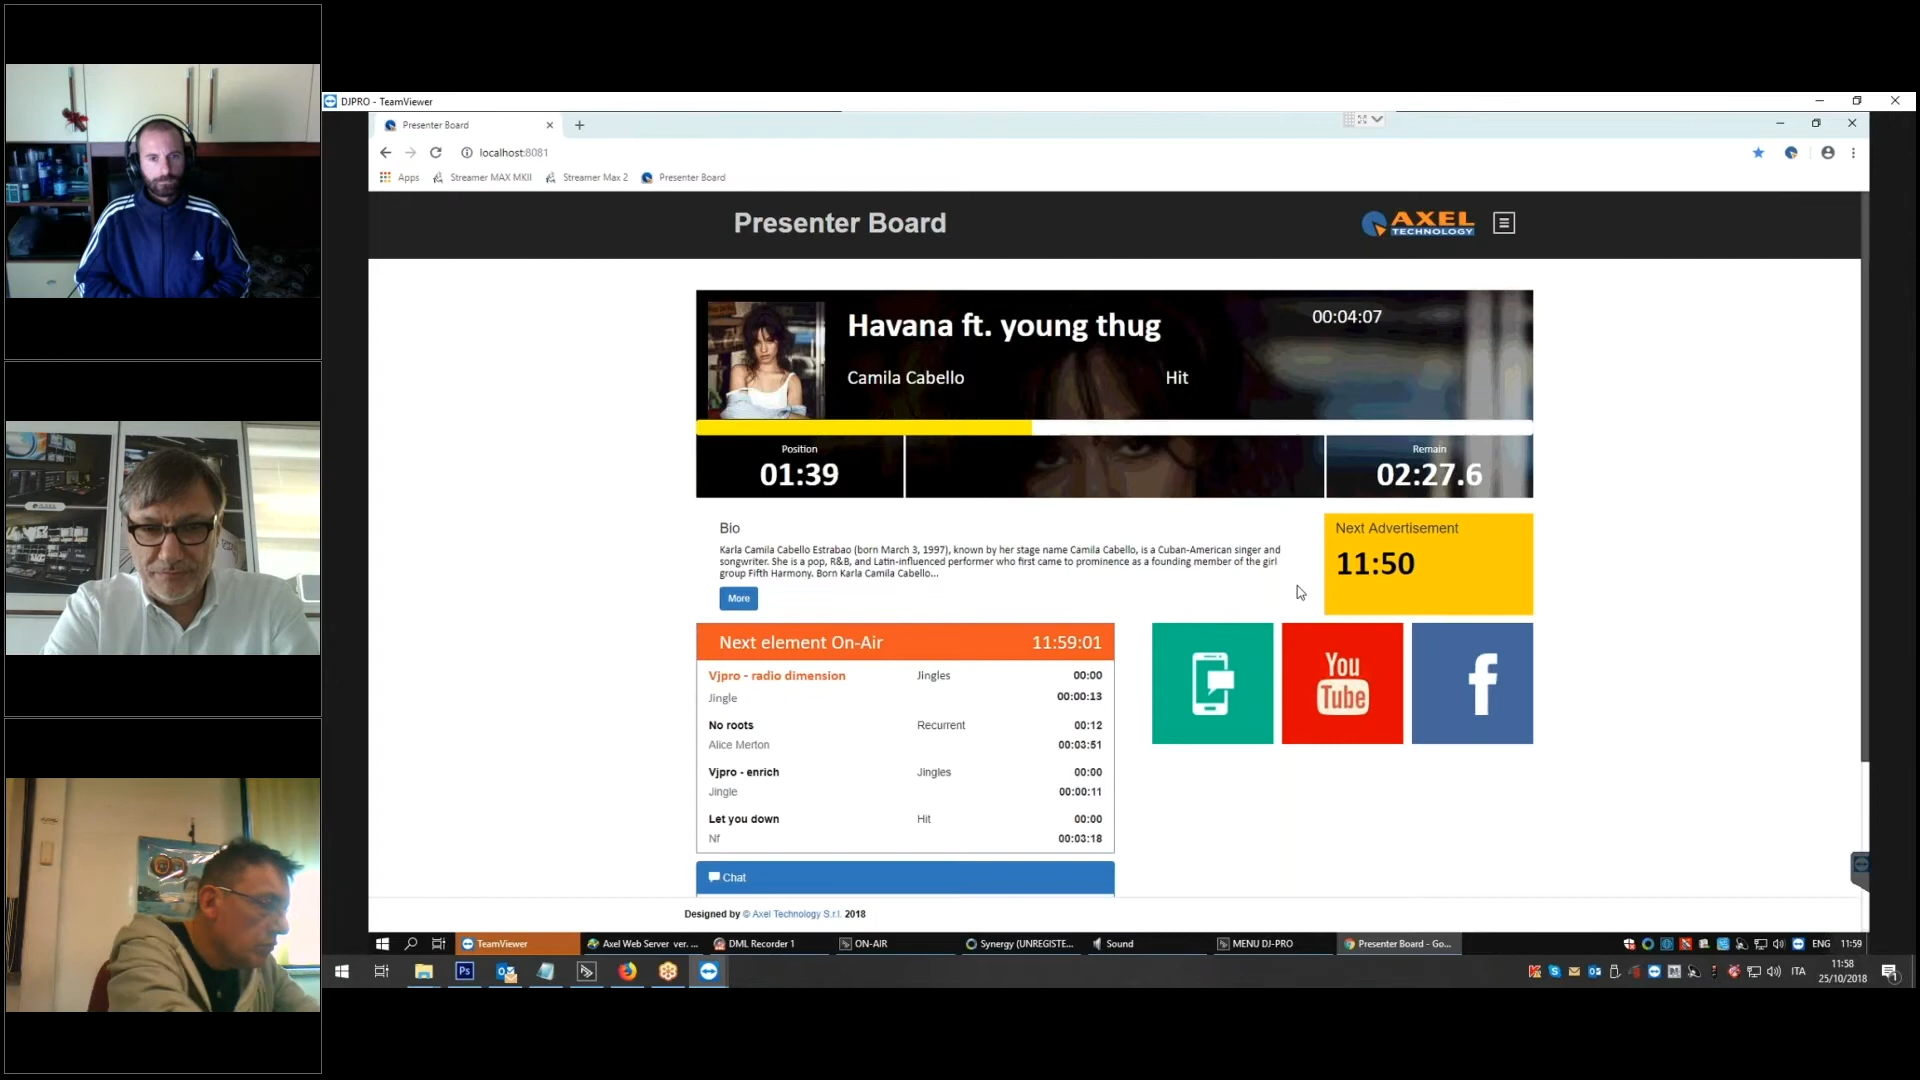 DJPRO - TeamViewer
Presenter Board
localhost:8081
Apps
Streamer MAX MKII
Streamer Max 2
Presenter Board
Presenter Board
AXEL
TECHNOLOGY
Havana ft. young thug
00:04:07
Camila Cabello
Hit
Position
01:39
Remain
02:27.6
Bio
Karla Camila Cabello Estrabao (born March 3, 1997), known by her stage name Camila Cabello, is a Cuban-American singer and
songwriter. She is a pop, R&B, and Latin-influenced performer who first came to prominence as a founding member of the girl
group Fifth Harmony. Born Karla Camila Cabello...
More
Next Advertisement
11:50
Next element On-Air 11:59:01
Vjpro - radio dimension Jingles 00:00
Jingle 00:00:13
No roots Recurrent 00:12
Alice Merton 00:03:51
Vjpro - enrich Jingles 00:00
Jingle 00:00:11
Let you down Hit 00:00
Nf 00:03:18
You
Tube
f
Chat
Designed by © Axel Technology S.r.l. 2018
TeamViewer
Axel Web Server ver. ...
DML Recorder 1
ON-AIR
Synergy (UNREGISTE...
Sound
MENU DJ-PRO
Presenter Board - Go...
ENG 11:59
Ps
ITA
11:58
25/10/2018